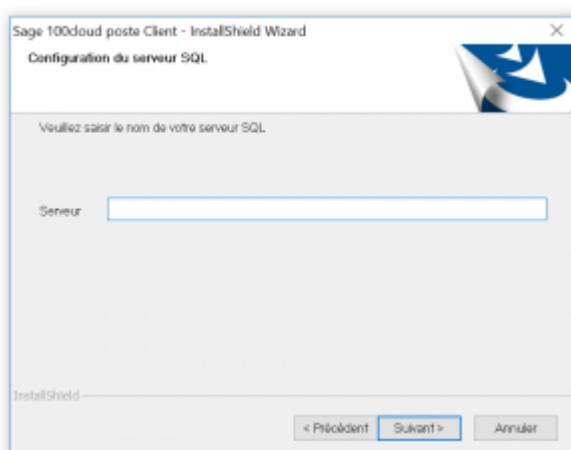 Sage 100cloud poste Client - InstallShield Wizard
Configuration du serveur SQL
Veuillez saisir le nom de votre serveur SQL
Serveur
InstallShield
< Précédent Suivant > Annuler